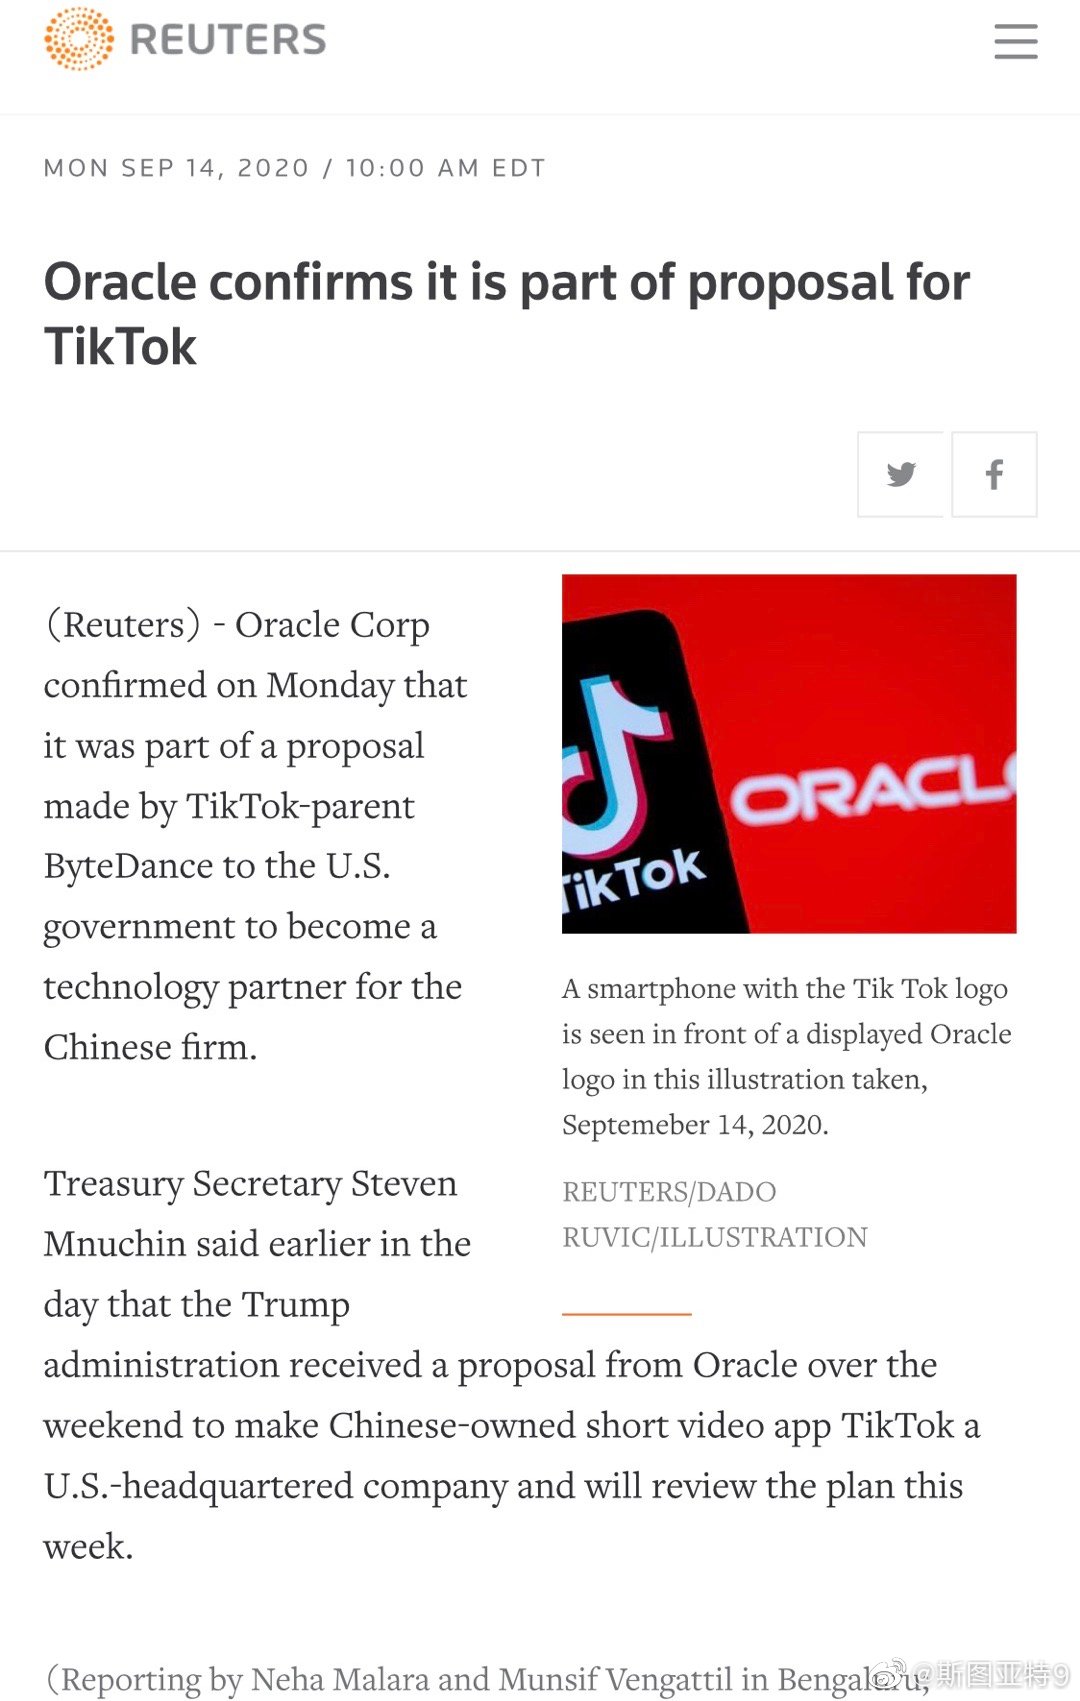 REUTERS
MON SEP 14, 2020 / 10:00 AM EDT
Oracle confirms it is part of proposal for
TikTok
(Reuters) - Oracle Corp
confirmed on Monday that
it was part of a proposal
made by TikTok-parent
ByteDance to the U.S.
government to become a
technology partner for the
Chinese firm.
TikTok
ORACL
A smartphone with the Tik Tok logo
is seen in front of a displayed Oracle
logo in this illustration taken,
Septemeber 14, 2020.
REUTERS/DADO
RUVIC/ILLUSTRATION
Treasury Secretary Steven
Mnuchin said earlier in the
day that the Trump
administration received a proposal from Oracle over the
weekend to make Chinese-owned short video app TikTok a
U.S.-headquartered company and will review the plan this
week.
(Reporting by Neha Malara and Munsif Vengattil in Bengaluru;
@斯图亚特9